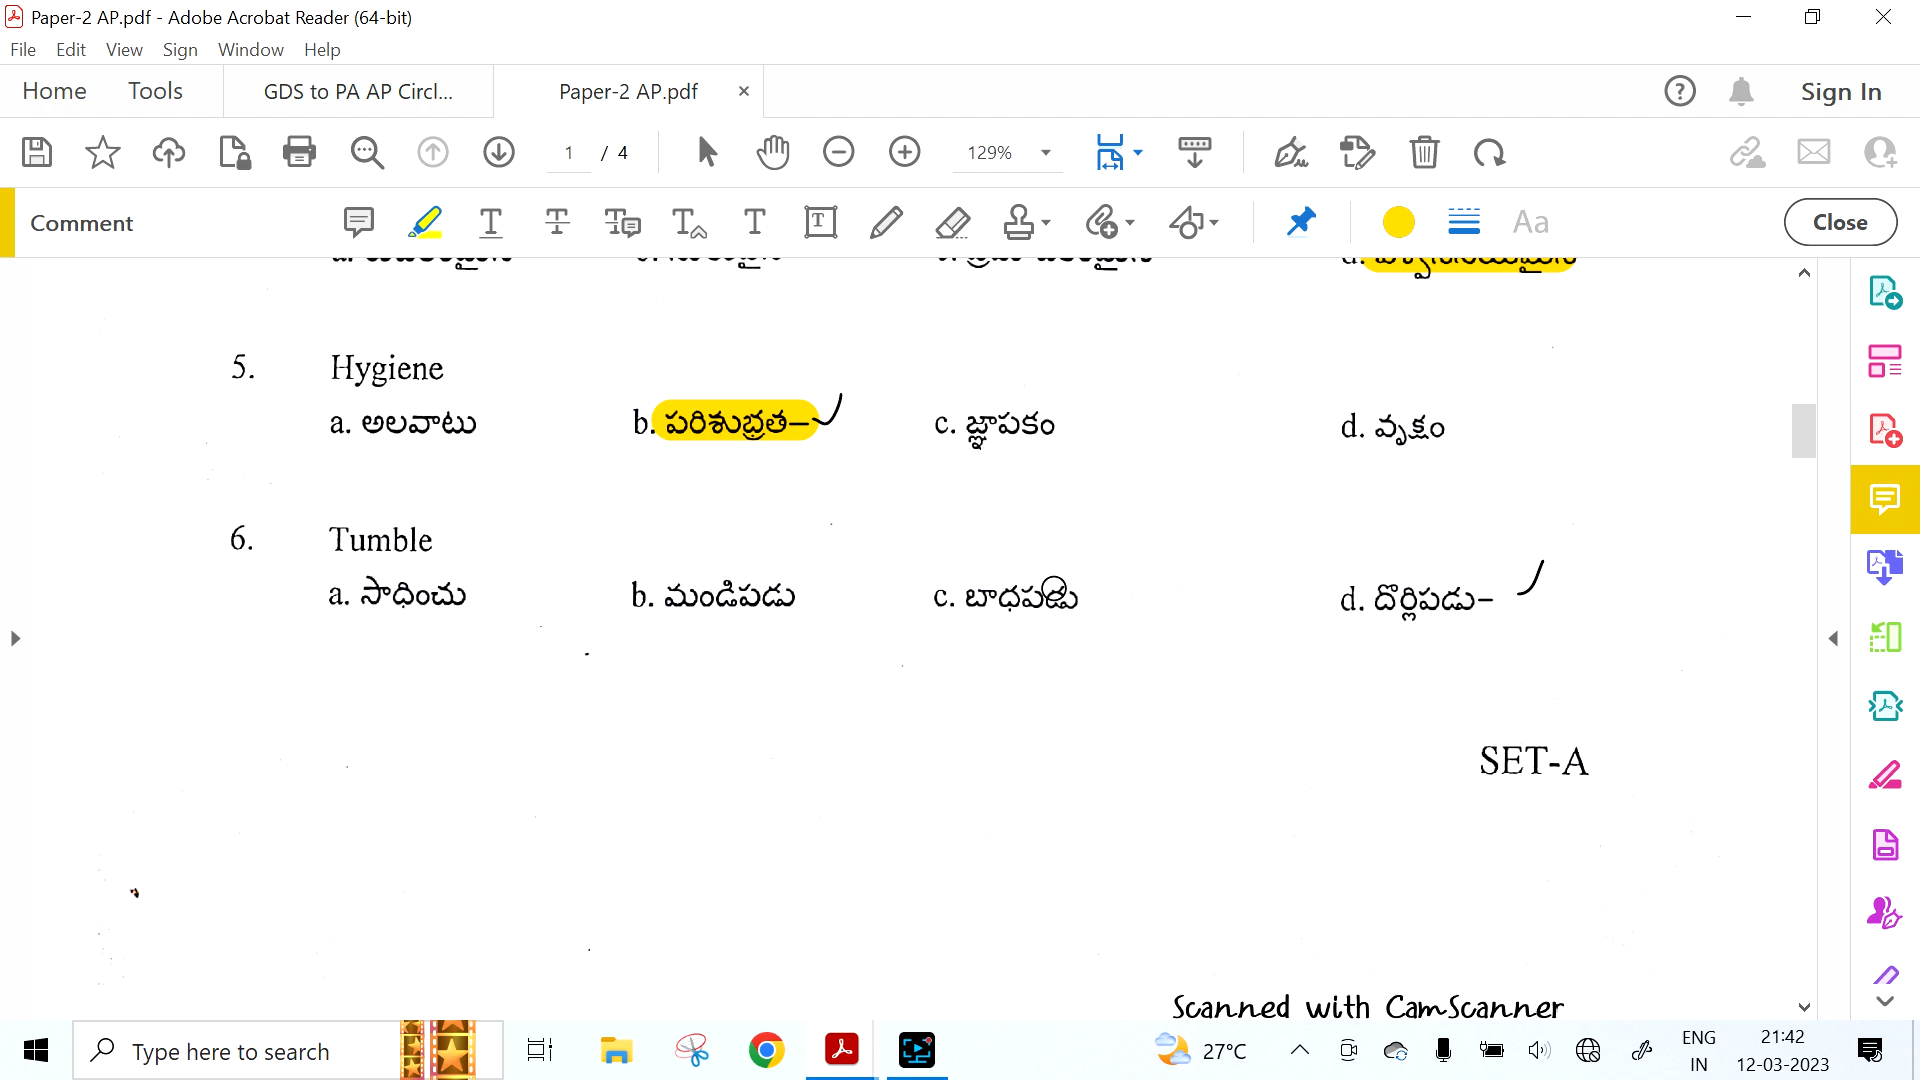 Paper-2 AP.pdf - Adobe Acrobat Reader (64-bit)
File Edit View Sign Window Help
Home Tools GDS to PA AP Circl... Paper-2 AP.pdf × Sign In
1 / 4 129%
Comment Aa Close
5. Hygiene
a. అలవాటు b. పరిశుభ్రత– c. జ్ఞాపకం d. వృక్షం
6. Tumble
a. సాధించు b. మండిపడు c. బాధపడు d. దొర్లిపడు–
SET-A
Scanned with CamScanner
Type here to search 27°C ENG 21:42
IN 12-03-2023